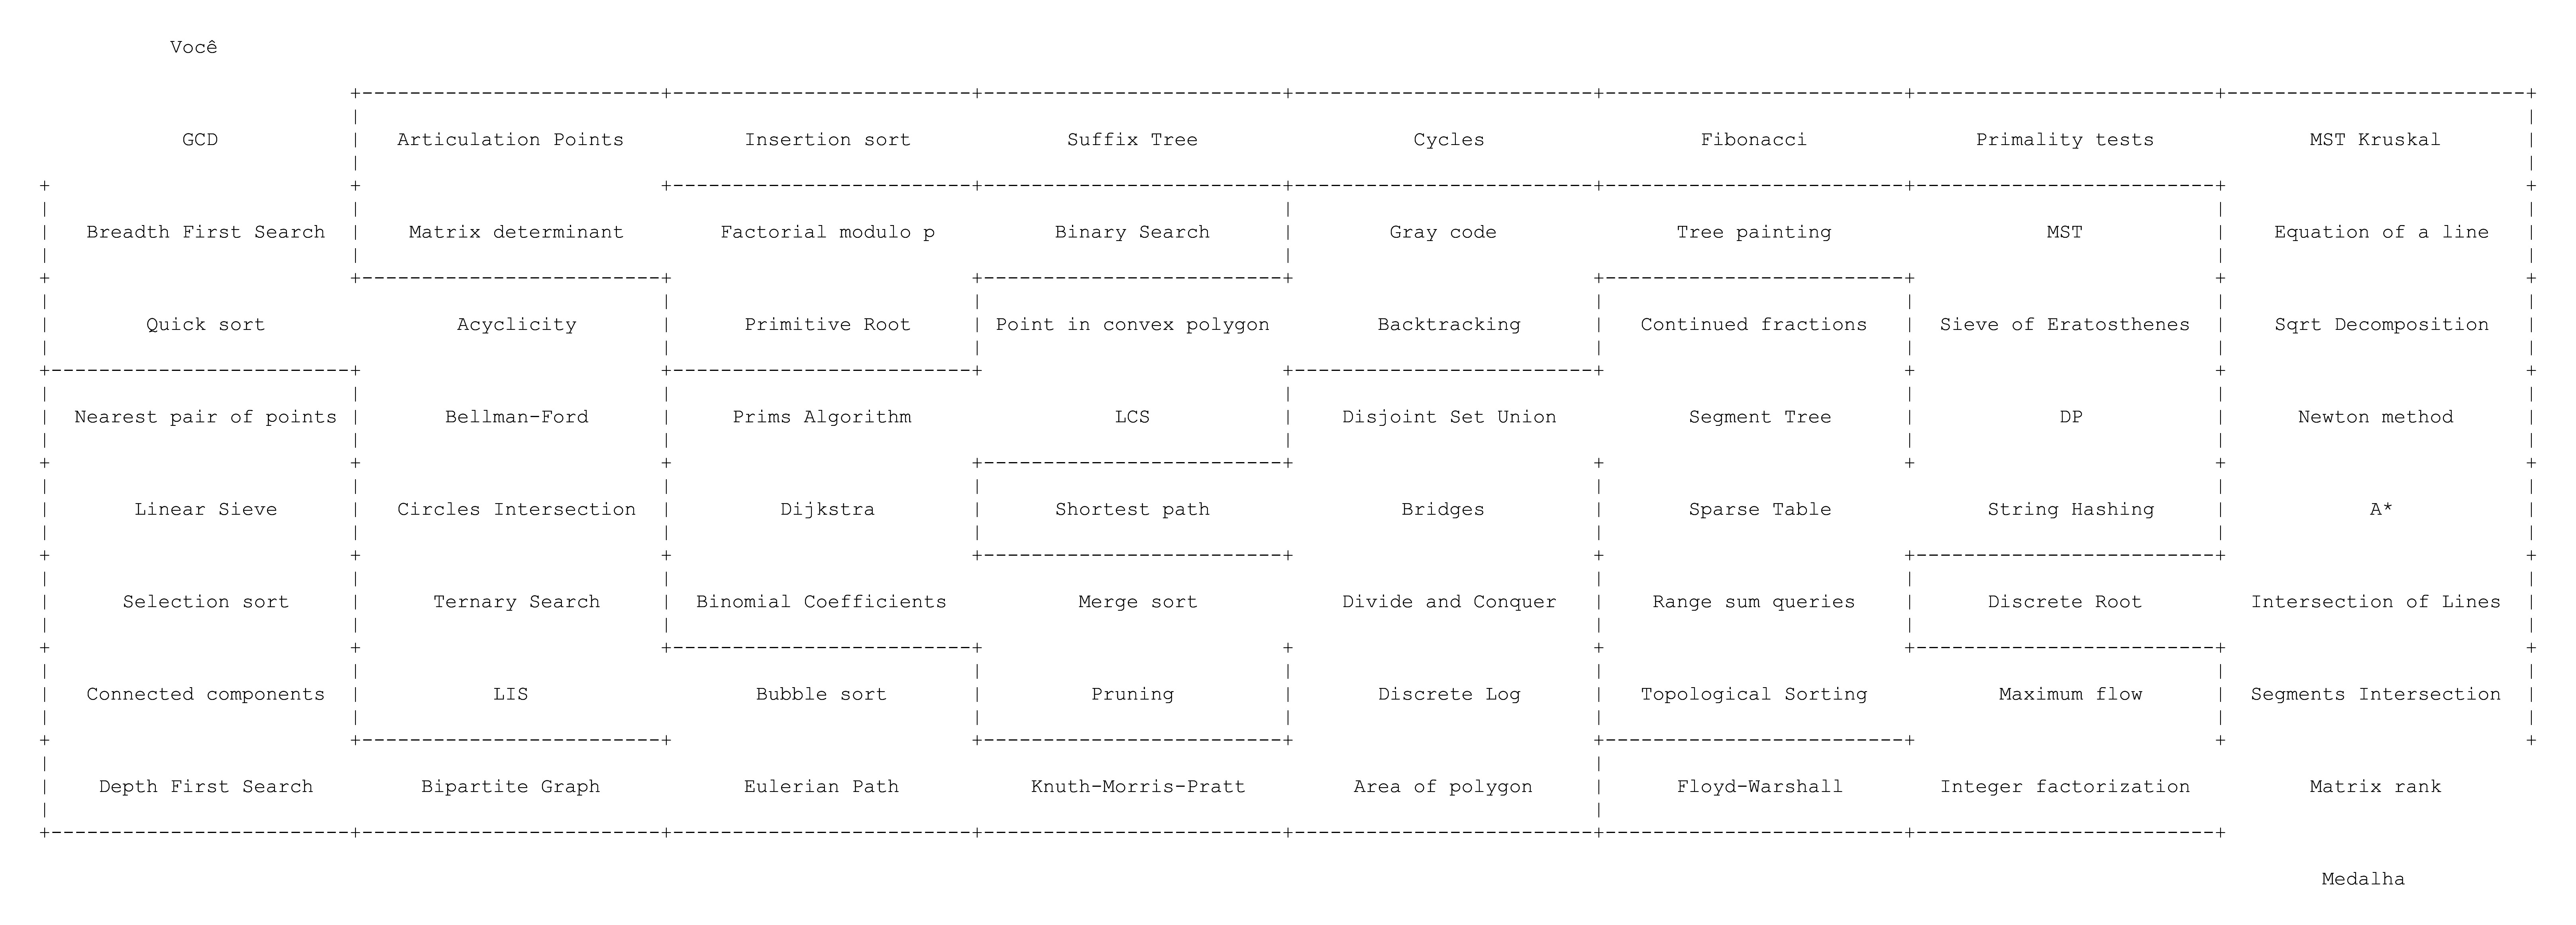 Você
GCD Articulation Points Insertion sort Suffix Tree Cycles Fibonacci Primality tests MST Kruskal
Breadth First Search Matrix determinant Factorial modulo p Binary Search Gray code Tree painting MST Equation of a line
Quick sort Acyclicity Primitive Root Point in convex polygon Backtracking Continued fractions Sieve of Eratosthenes Sqrt Decomposition
Nearest pair of points Bellman-Ford Prims Algorithm LCS Disjoint Set Union Segment Tree DP Newton method
Linear Sieve Circles Intersection Dijkstra Shortest path Bridges Sparse Table String Hashing A*
Selection sort Ternary Search Binomial Coefficients Merge sort Divide and Conquer Range sum queries Discrete Root Intersection of Lines
Connected components LIS Bubble sort Pruning Discrete Log Topological Sorting Maximum flow Segments Intersection
Depth First Search Bipartite Graph Eulerian Path Knuth-Morris-Pratt Area of polygon Floyd-Warshall Integer factorization Matrix rank
Medalha